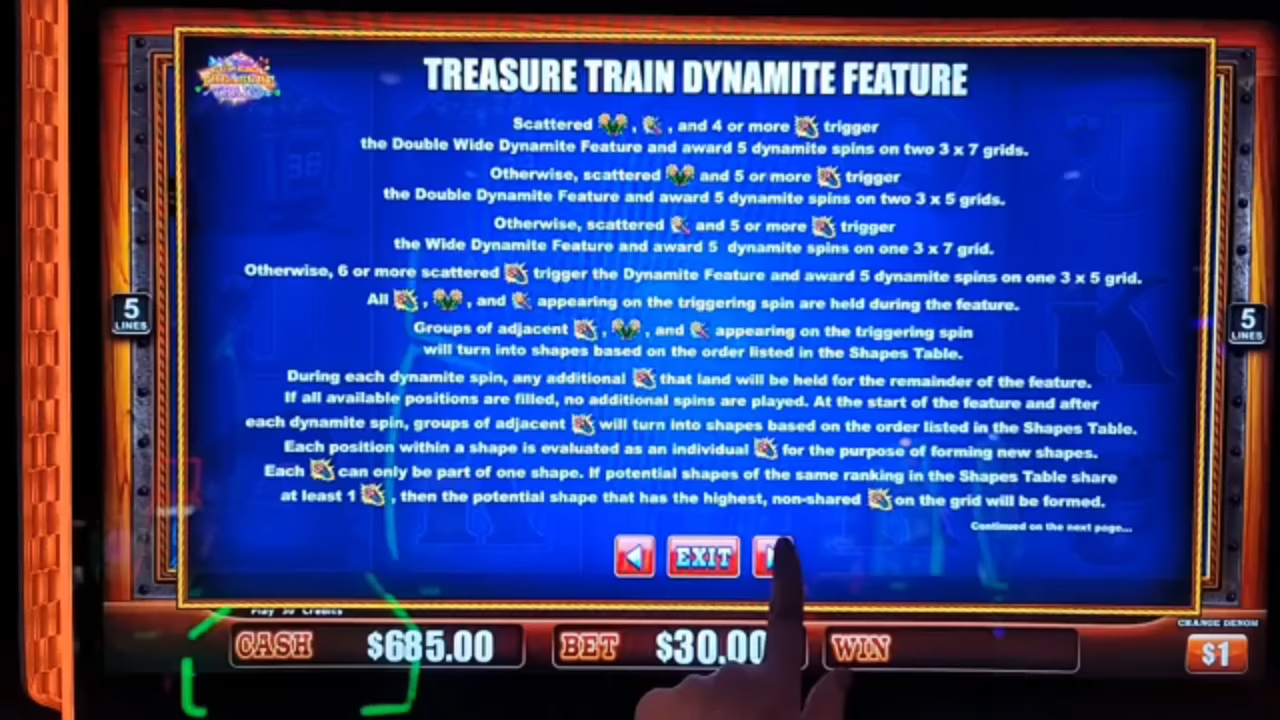 TREASURE TRAIN DYNAMITE FEATURE
Scattered , , and 4 or more trigger
the Double Wide Dynamite Feature and award 5 dynamite spins on two 3 x 7 grids.
Otherwise, scattered and 5 or more trigger
the Double Dynamite Feature and award 5 dynamite spins on two 3 x 5 grids.
Otherwise, scattered and 5 or more trigger
the Wide Dynamite Feature and award 5 dynamite spins on one 3 x 7 grid.
Otherwise, 6 or more scattered trigger the Dynamite Feature and award 5 dynamite spins on one 3 x 5 grid.
All , , and appearing on the triggering spin are held during the feature.
Groups of adjacent , , and appearing on the triggering spin
will turn into shapes based on the order listed in the Shapes Table.
During each dynamite spin, any additional that land will be held for the remainder of the feature.
If all available positions are filled, no additional spins are played. At the start of the feature and after
each dynamite spin, groups of adjacent will turn into shapes based on the order listed in the Shapes Table.
Each position within a shape is evaluated as an individual for the purpose of forming new shapes.
Each can only be part of one shape. If potential shapes of the same ranking in the Shapes Table share
at least 1 , then the potential shape that has the highest, non-shared on the grid will be formed.
Continued on the next page...
5
LINES
5
LINES
EXIT
Play 30 Credits
CASH $685.00
BET $30.00
WIN
CHANGE DENOM
$1